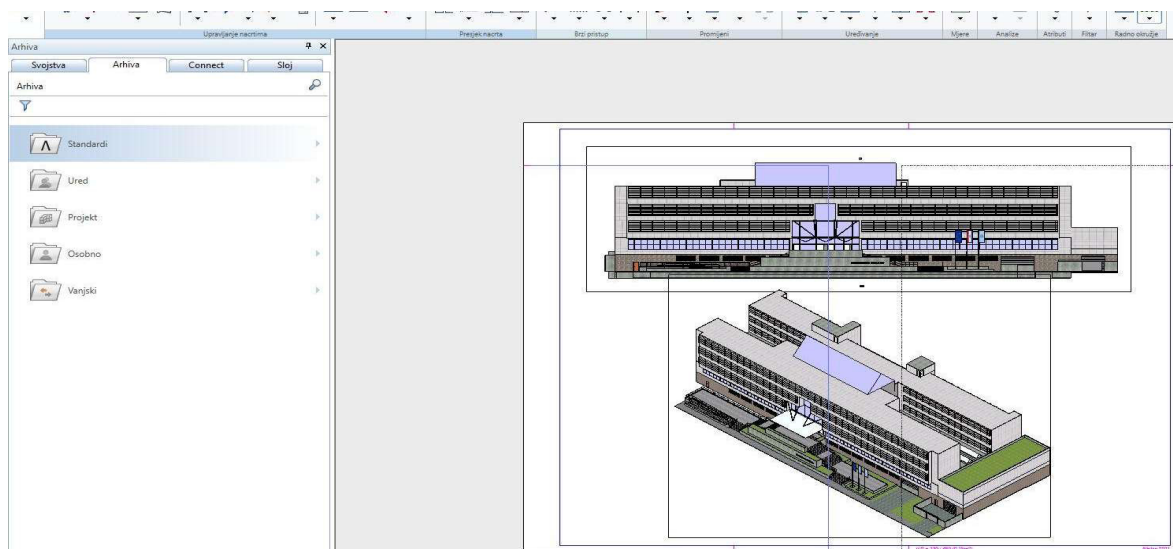 Upravljanje nacrtima
Presjek nacrta
Brzi pristup
Promjeni
Uređivanje
Mjere
Analize
Atributi
Filtar
Radno okružje
Arhiva
Svojstva
Arhiva
Connect
Sloj
Arhiva
Standardi
Ured
Projekt
Osobno
Vanjski